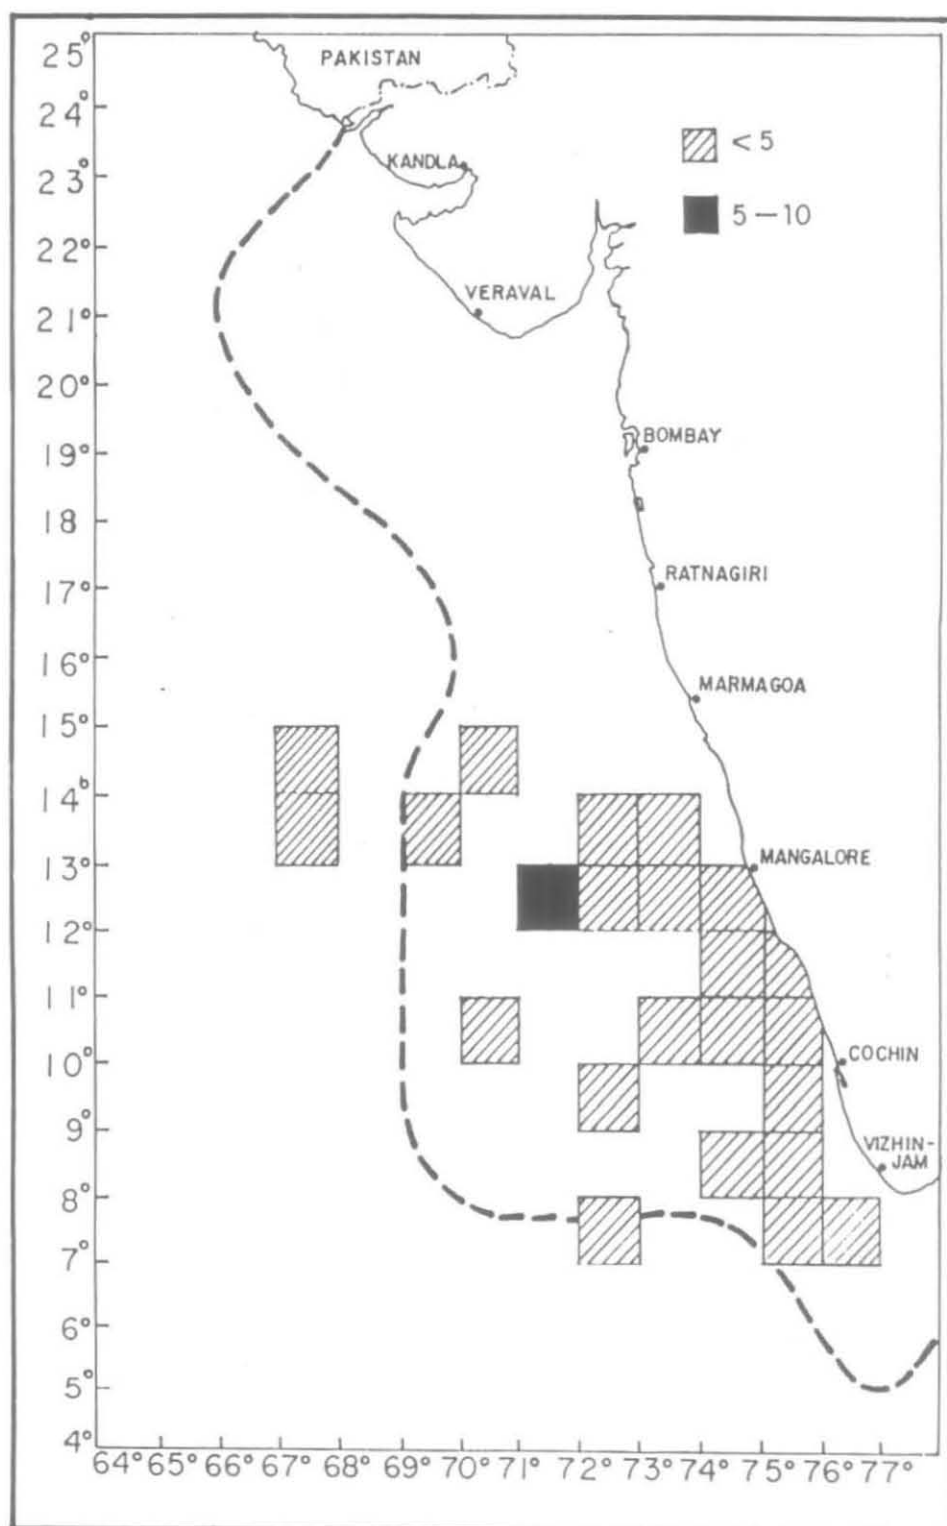 25°
PAKISTAN
24°
< 5
KANDLA
23°
5 — 10
22°
VERAVAL
21°
20°
BOMBAY
19°
18
RATNAGIRI
17°
16°
MARMAGOA
15°
14°
MANGALORE
13°
12°
11°
10°
COCHIN
9°
VIZHIN-
JAM
8°
7°
6°
5°
4°
64° 65° 66° 67° 68° 69° 70° 71° 72° 73° 74° 75° 76° 77°